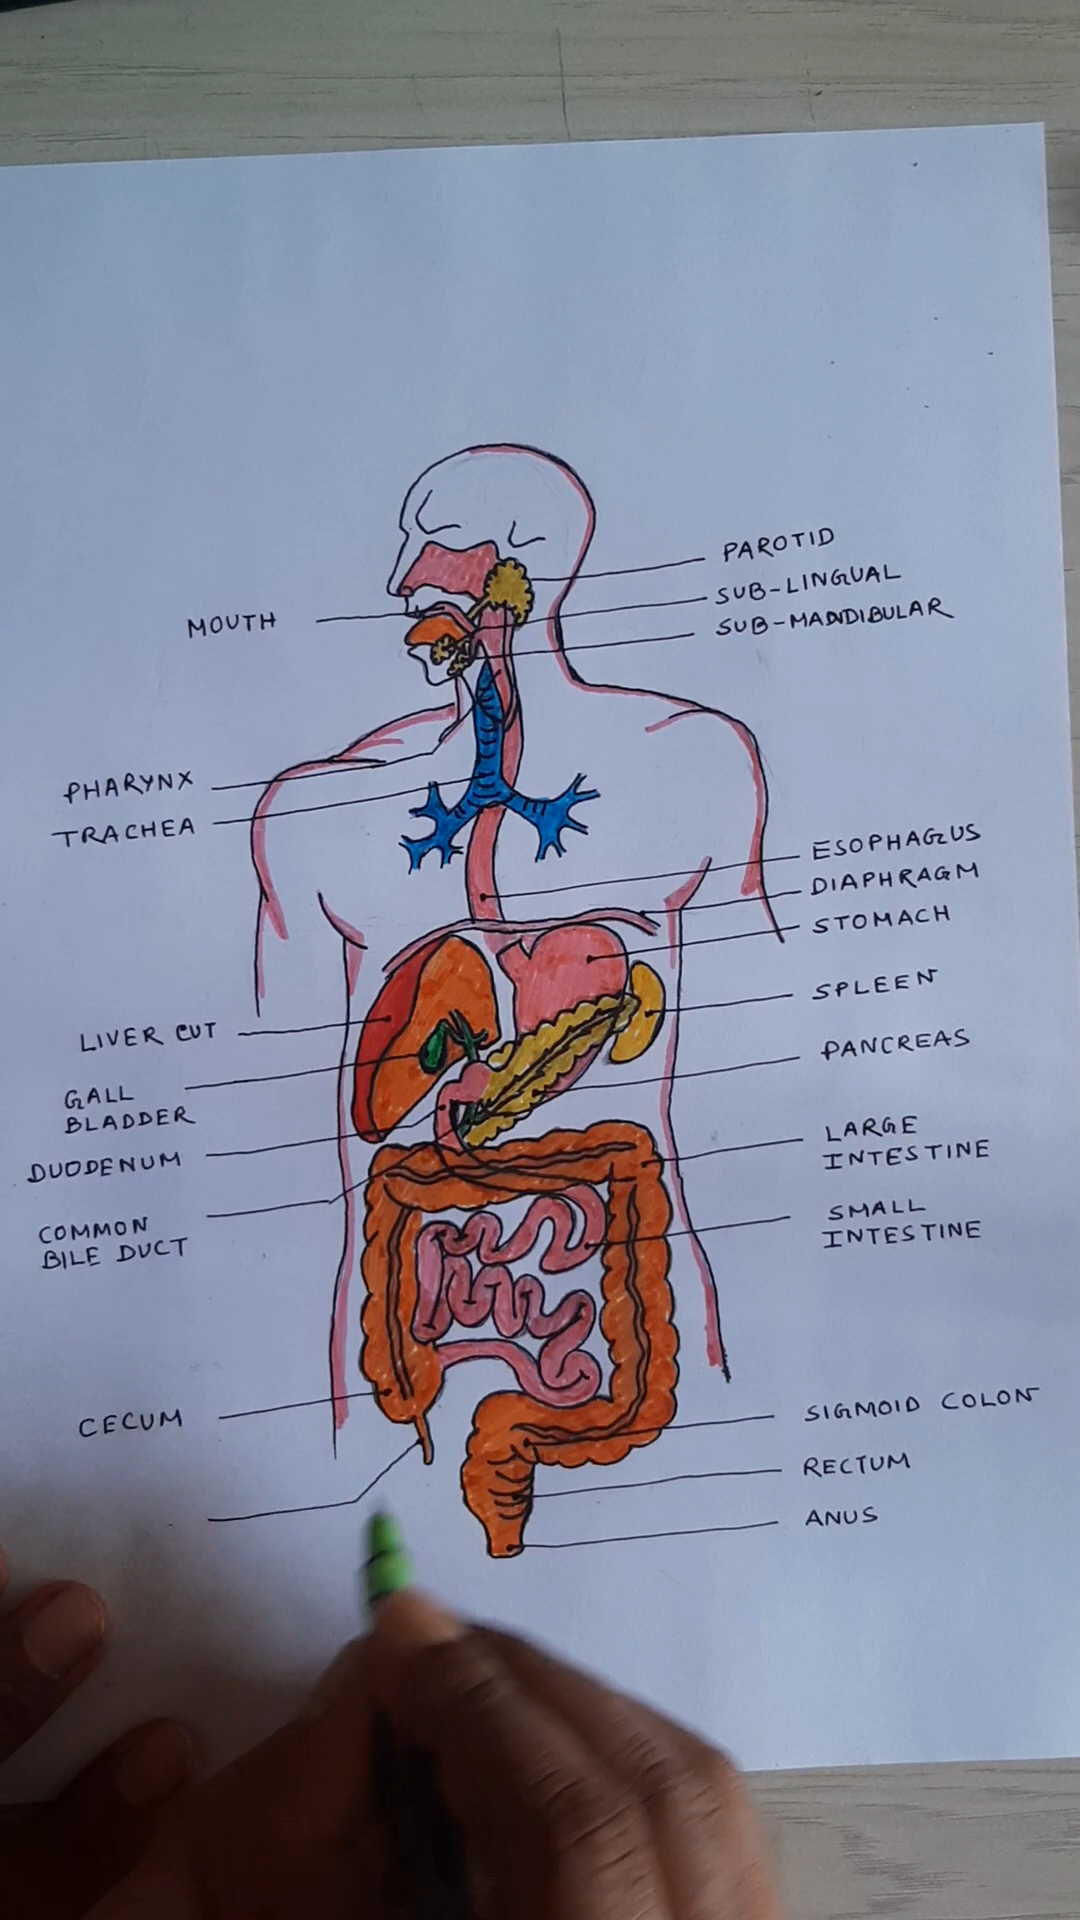 PAROTID
SUB-LINGUAL
SUB-MANDIBULAR
MOUTH
PHARYNX
TRACHEA
ESOPHAGUS
DIAPHRAGM
STOMACH
SPLEEN
PANCREAS
LIVER CUT
GALL
BLADDER
DUODENUM
COMMON
BILE DUCT
LARGE
INTESTINE
SMALL
INTESTINE
CECUM
SIGMOID COLON
RECTUM
ANUS